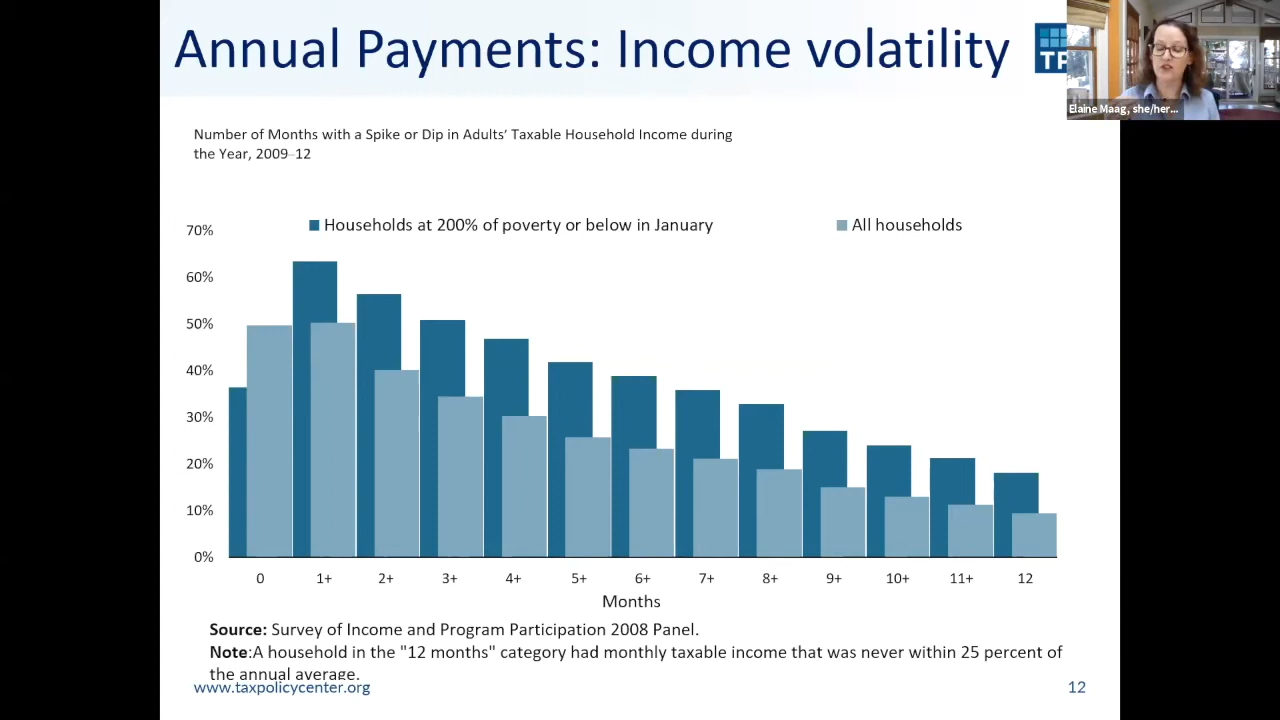 Annual Payments: Income volatility
TP
Elaine Maag, she/her...
Number of Months with a Spike or Dip in Adults’ Taxable Household Income during
the Year, 2009–12
Households at 200% of poverty or below in January
All households
70%
60%
50%
40%
30%
20%
10%
0%
0 1+ 2+ 3+ 4+ 5+ 6+ 7+ 8+ 9+ 10+ 11+ 12
Months
Source: Survey of Income and Program Participation 2008 Panel.
Note:A household in the "12 months" category had monthly taxable income that was never within 25 percent of
the annual average.
www.taxpolicycenter.org
12